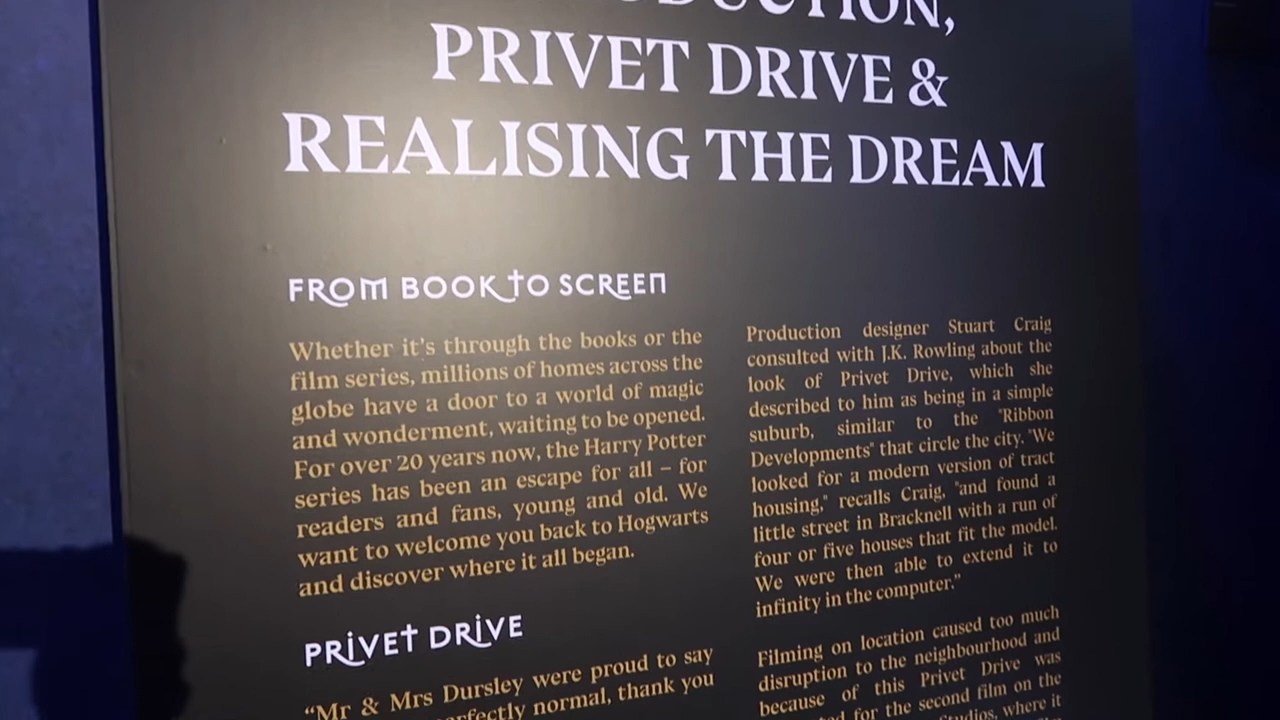 PRIVET DRIVE &
REALISING THE DREAM
FROM BOOK TO SCREEN
Whether it's through the books or the
film series, millions of homes across the
globe have a door to a world of magic
and wonderment, waiting to be opened.
For over 20 years now, the Harry Potter
series has been an escape for all – for
readers and fans, young and old. We
want to welcome you back to Hogwarts
and discover where it all began.
PRIVET DRIVE
“Mr & Mrs Dursley were proud to say
normal, thank you
Production designer Stuart Craig
consulted with J.K. Rowling about the
look of Privet Drive, which she
described to him as being in a simple
suburb, similar to the "Ribbon
Developments" that circle the city. "We
looked for a modern version of tract
housing," recalls Craig, "and found a
little street in Bracknell with a run of
four or five houses that fit the model.
We were then able to extend it to
infinity in the computer.”
Filming on location caused too much
disruption to the neighbourhood and
because of this Privet Drive was
for the second film on the
where it